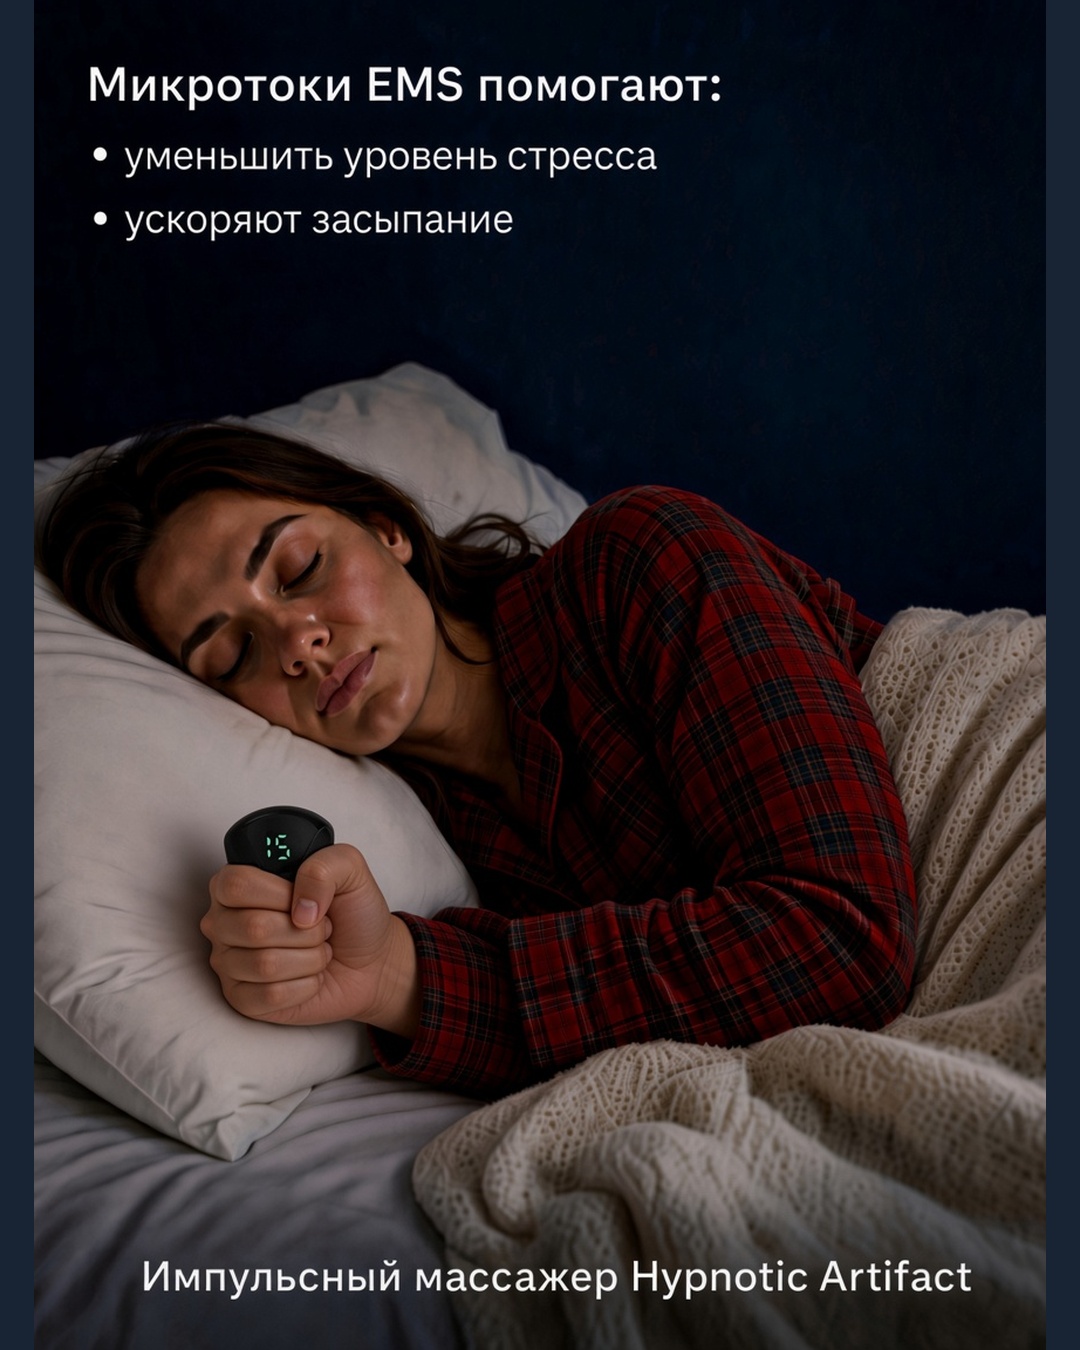 Микротоки EMS помогают:
• уменьшить уровень стресса
• ускоряют засыпание
15
Импульсный массажер Hypnotic Artifact